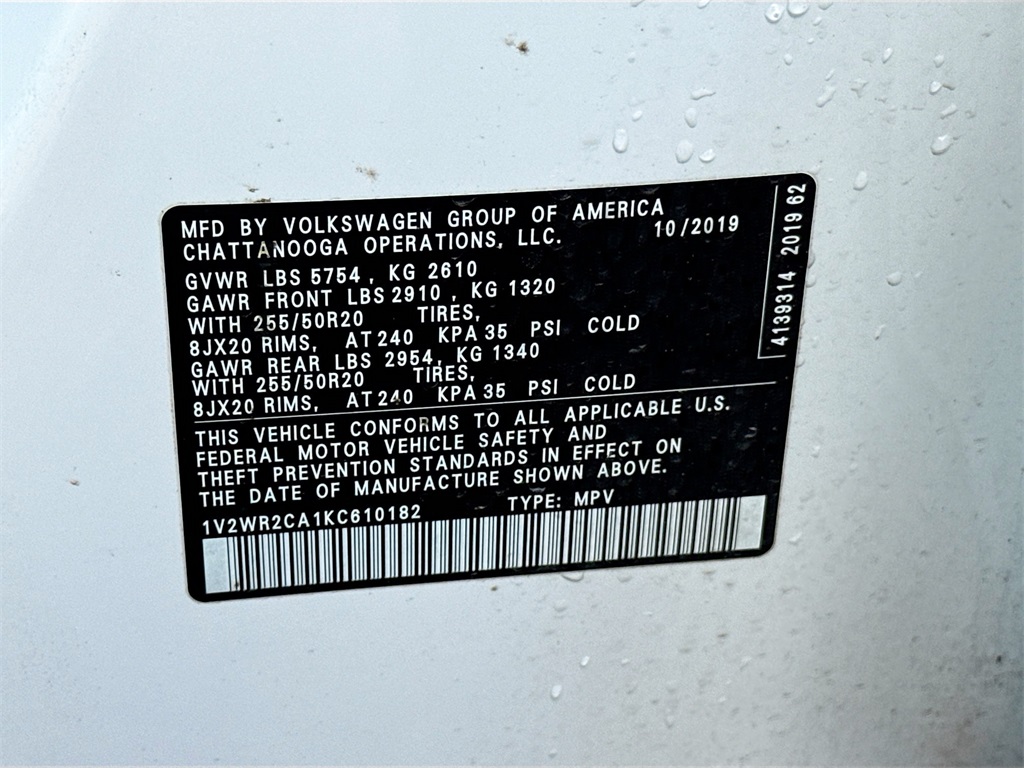 MFD BY VOLKSWAGEN GROUP OF AMERICA
CHATTANOOGA OPERATIONS, LLC. 10/2019
GVWR LBS 5754, KG 2610
GAWR FRONT LBS 2910, KG 1320
WITH 255/50R20 TIRES,
8JX20 RIMS, AT 240 KPA 35 PSI COLD
GAWR REAR LBS 2954, KG 1340
WITH 255/50R20 TIRES,
8JX20 RIMS, AT 240 KPA 35 PSI COLD
THIS VEHICLE CONFORMS TO ALL APPLICABLE U.S.
FEDERAL MOTOR VEHICLE SAFETY AND
THEFT PREVENTION STANDARDS IN EFFECT ON
THE DATE OF MANUFACTURE SHOWN ABOVE.
1V2WR2CA1KC610182 TYPE: MPV
4139314 2019 62